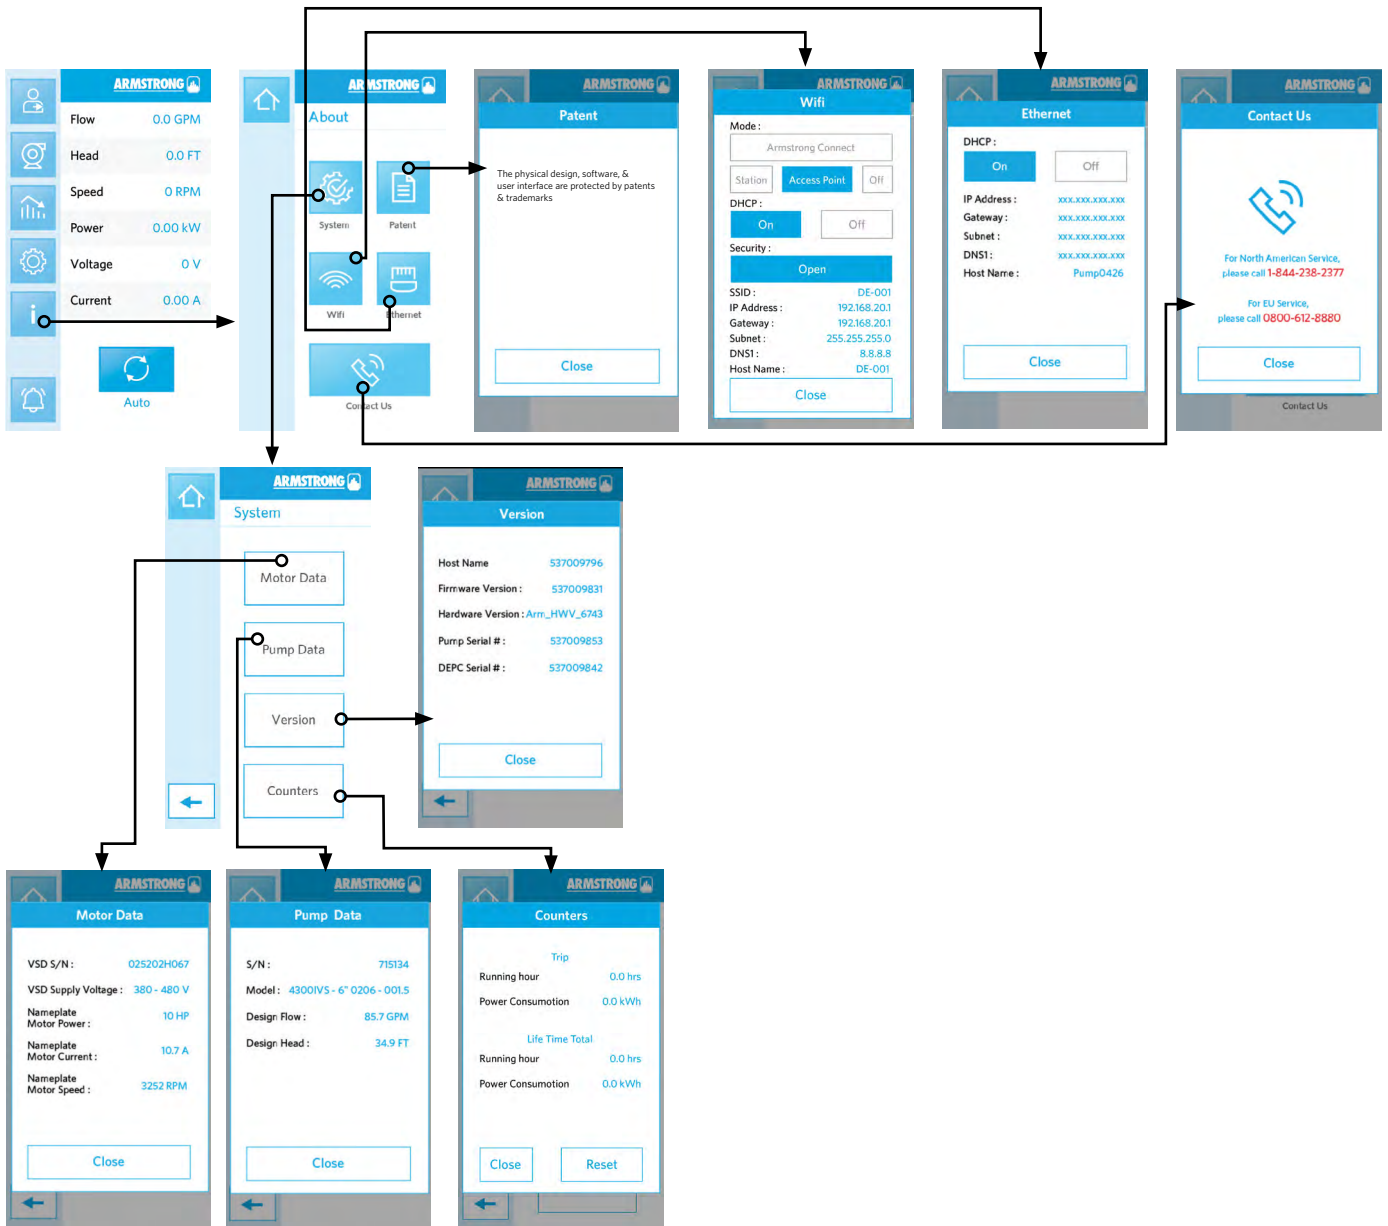 ARMSTRONG
Flow 0.0 GPM
Head 0.0 FT
Speed 0 RPM
Power 0.00 kW
Voltage 0 V
Current 0.00 A
i
Auto
ARMSTRONG
About
System Patent
Wifi Ethernet
Contact Us
ARMSTRONG
Patent
The physical design, software, &
user interface are protected by patents
& trademarks
Close
ARMSTRONG
Wifi
Mode :
Armstrong Connect
Station Access Point Off
DHCP :
On Off
Security :
Open
SSID : DE-001
IP Address : 192.168.20.1
Gateway : 192.168.20.1
Subnet : 255.255.255.0
DNS1 : 8.8.8.8
Host Name : DE-001
Close
ARMSTRONG
Ethernet
DHCP :
On Off
IP Address : xxx.xxx.xxx.xxx
Gateway : xxx.xxx.xxx.xxx
Subnet : xxx.xxx.xxx.xxx
DNS1 : xxx.xxx.xxx.xxx
Host Name : Pump0426
Close
ARMSTRONG
Contact Us
For North American Service,
please call 1-844-238-2377
For EU Service,
please call 0800-612-8880
Close
Contact Us
ARMSTRONG
System
Motor Data
Pump Data
Version
Counters
ARMSTRONG
Version
Host Name 537009796
Firmware Version : 537009831
Hardware Version : Arm_HWV_6743
Pump Serial # : 537009853
DEPC Serial # : 537009842
Close
ARMSTRONG
Motor Data
VSD S/N : 025202H067
VSD Supply Voltage : 380 - 480 V
Nameplate
Motor Power : 10 HP
Nameplate
Motor Current : 10.7 A
Nameplate
Motor Speed : 3252 RPM
Close
ARMSTRONG
Pump Data
S/N : 715134
Model : 4300IVS - 6" 0206 - 001.5
Design Flow : 85.7 GPM
Design Head : 34.9 FT
Close
ARMSTRONG
Counters
Trip
Running hour 0.0 hrs
Power Consumotion 0.0 kWh
Life Time Total
Running hour 0.0 hrs
Power Consumotion 0.0 kWh
Close Reset